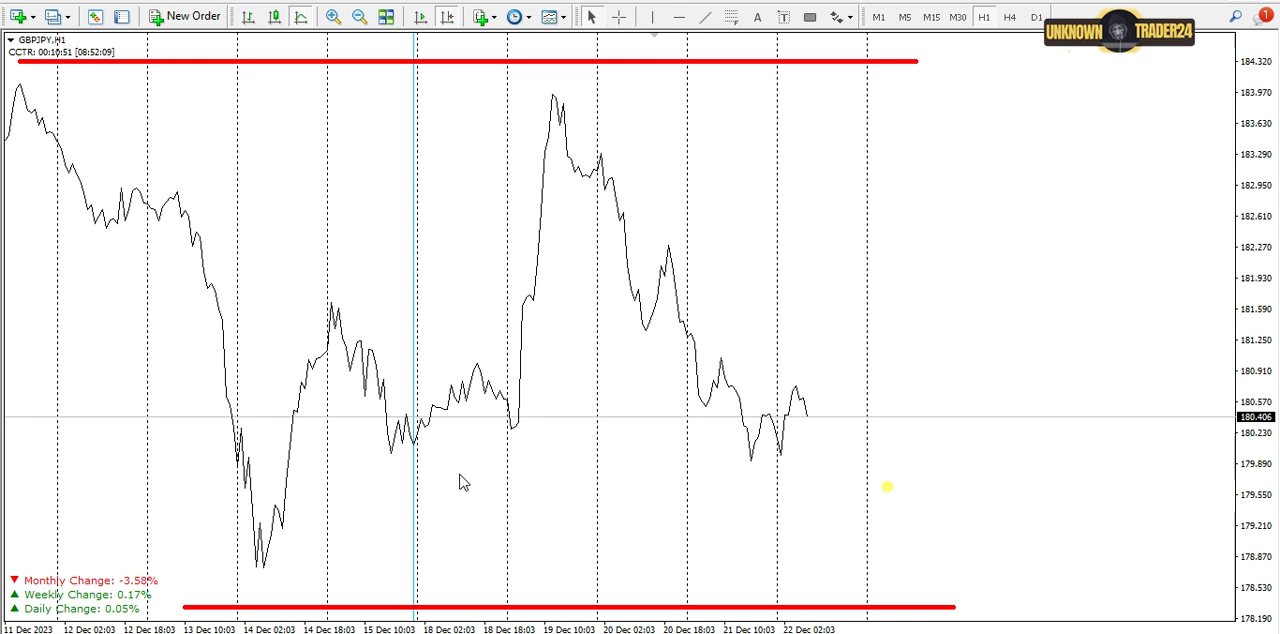 New Order
A
T
M1 M5 M15 M30 H1 H4 D1
1
UNKNOWN TRADER24
GBPJPY,H1
CCTR: 00:10:51 [08:52:09]
184.320
183.970
183.630
183.290
182.950
182.610
182.270
181.930
181.590
181.250
180.910
180.570
180.406
180.230
179.890
179.550
179.210
178.870
178.530
178.190
Monthly Change: -3.58%
Weekly Change: 0.17%
Daily Change: 0.05%
11 Dec 2023 12 Dec 02:03 12 Dec 18:03 13 Dec 10:03 14 Dec 02:03 14 Dec 18:03 15 Dec 10:03 18 Dec 02:03 18 Dec 18:03 19 Dec 10:03 20 Dec 02:03 20 Dec 18:03 21 Dec 10:03 22 Dec 02:03